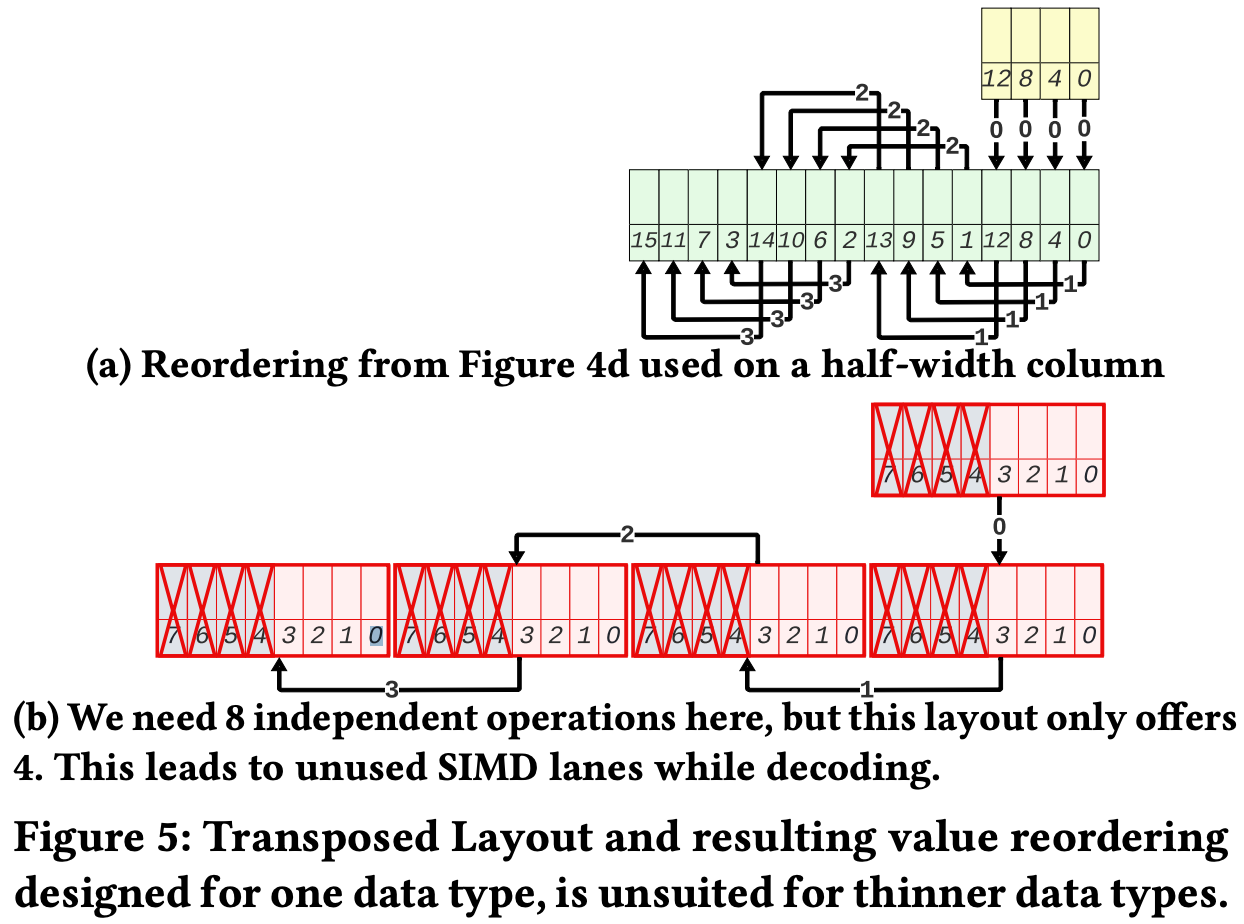 12 8 4 0
2
2
0 0 0 0
2
2
15 11 7 3 14 10 6 2 13 9 5 1 12 8 4 0
3 1
3 1
3 1
3 1
(a) Reordering from Figure 4d used on a half-width column
7 6 5 4 3 2 1 0
2 0
7 6 5 4 3 2 1 0 7 6 5 4 3 2 1 0 7 6 5 4 3 2 1 0 7 6 5 4 3 2 1 0
3 1
(b) We need 8 independent operations here, but this layout only offers
4. This leads to unused SIMD lanes while decoding.
Figure 5: Transposed Layout and resulting value reordering
designed for one data type, is unsuited for thinner data types.